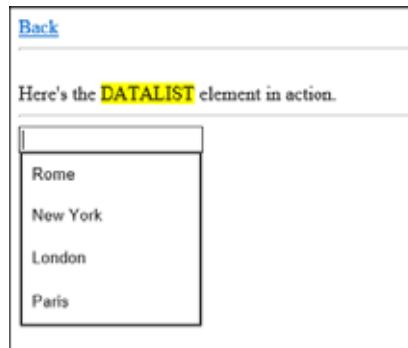 Back
Here's the DATALIST element in action.
Rome
New York
London
Paris